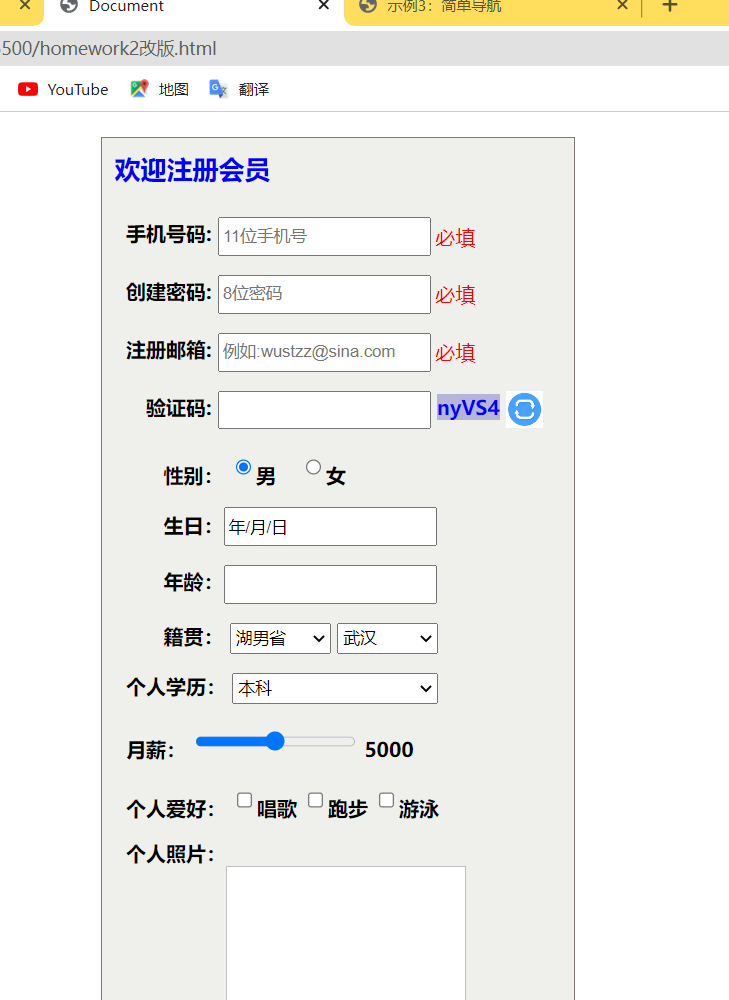 Document
示例3：简单导航
500/homework2改版.html
YouTube 地图 翻译
欢迎注册会员
手机号码: 11位手机号 必填
创建密码: 8位密码 必填
注册邮箱: 例如:wustzz@sina.com 必填
验证码: nyVS4
性别： 男 女
生日： 年/月/日
年龄：
籍贯： 湖男省 武汉
个人学历： 本科
月薪： 5000
个人爱好： 唱歌 跑步 游泳
个人照片：